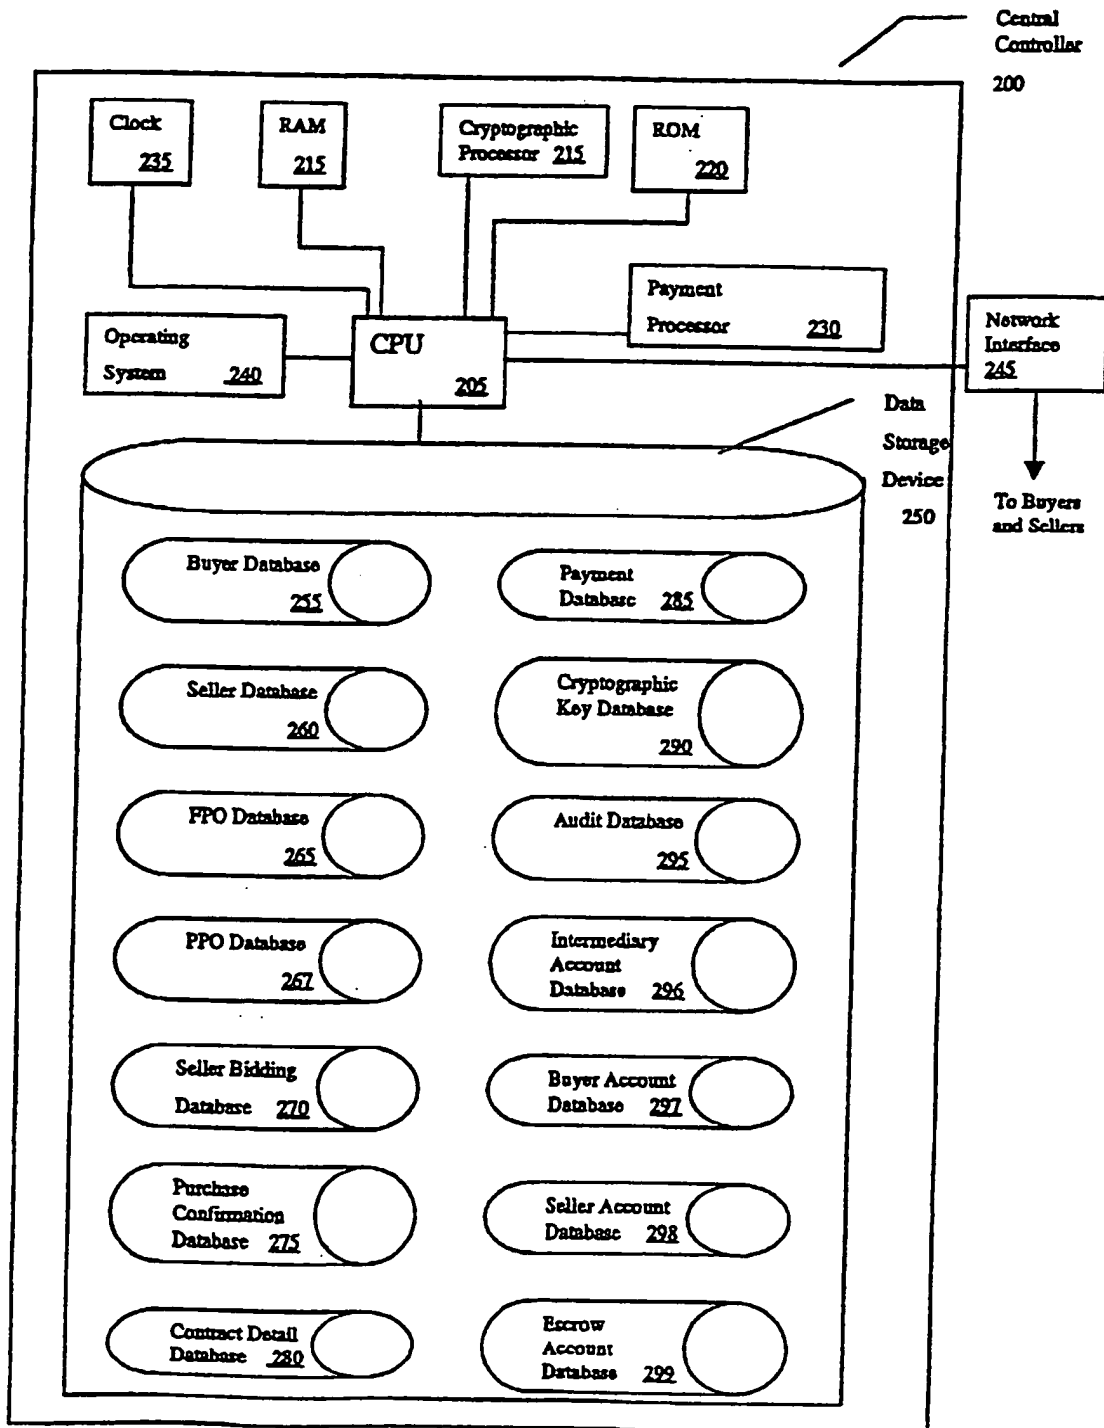 Central
Controller
200
Clock
235
RAM
215
Cryptographic
Processor 215
ROM
220
Payment
Processor 230
Operating
System 240
CPU
205
Network
Interface
245
Data
Storage
Device
250
To Buyers
and Sellers
Buyer Database
255
Payment
Database 285
Seller Database
260
Cryptographic
Key Database
290
FPO Database
265
Audit Database
295
PPO Database
267
Intermediary
Account
Database 296
Seller Bidding
Database 270
Buyer Account
Database 297
Purchase
Confirmation
Database 275
Seller Account
Database 298
Contract Detail
Database 280
Escrow
Account
Database 299